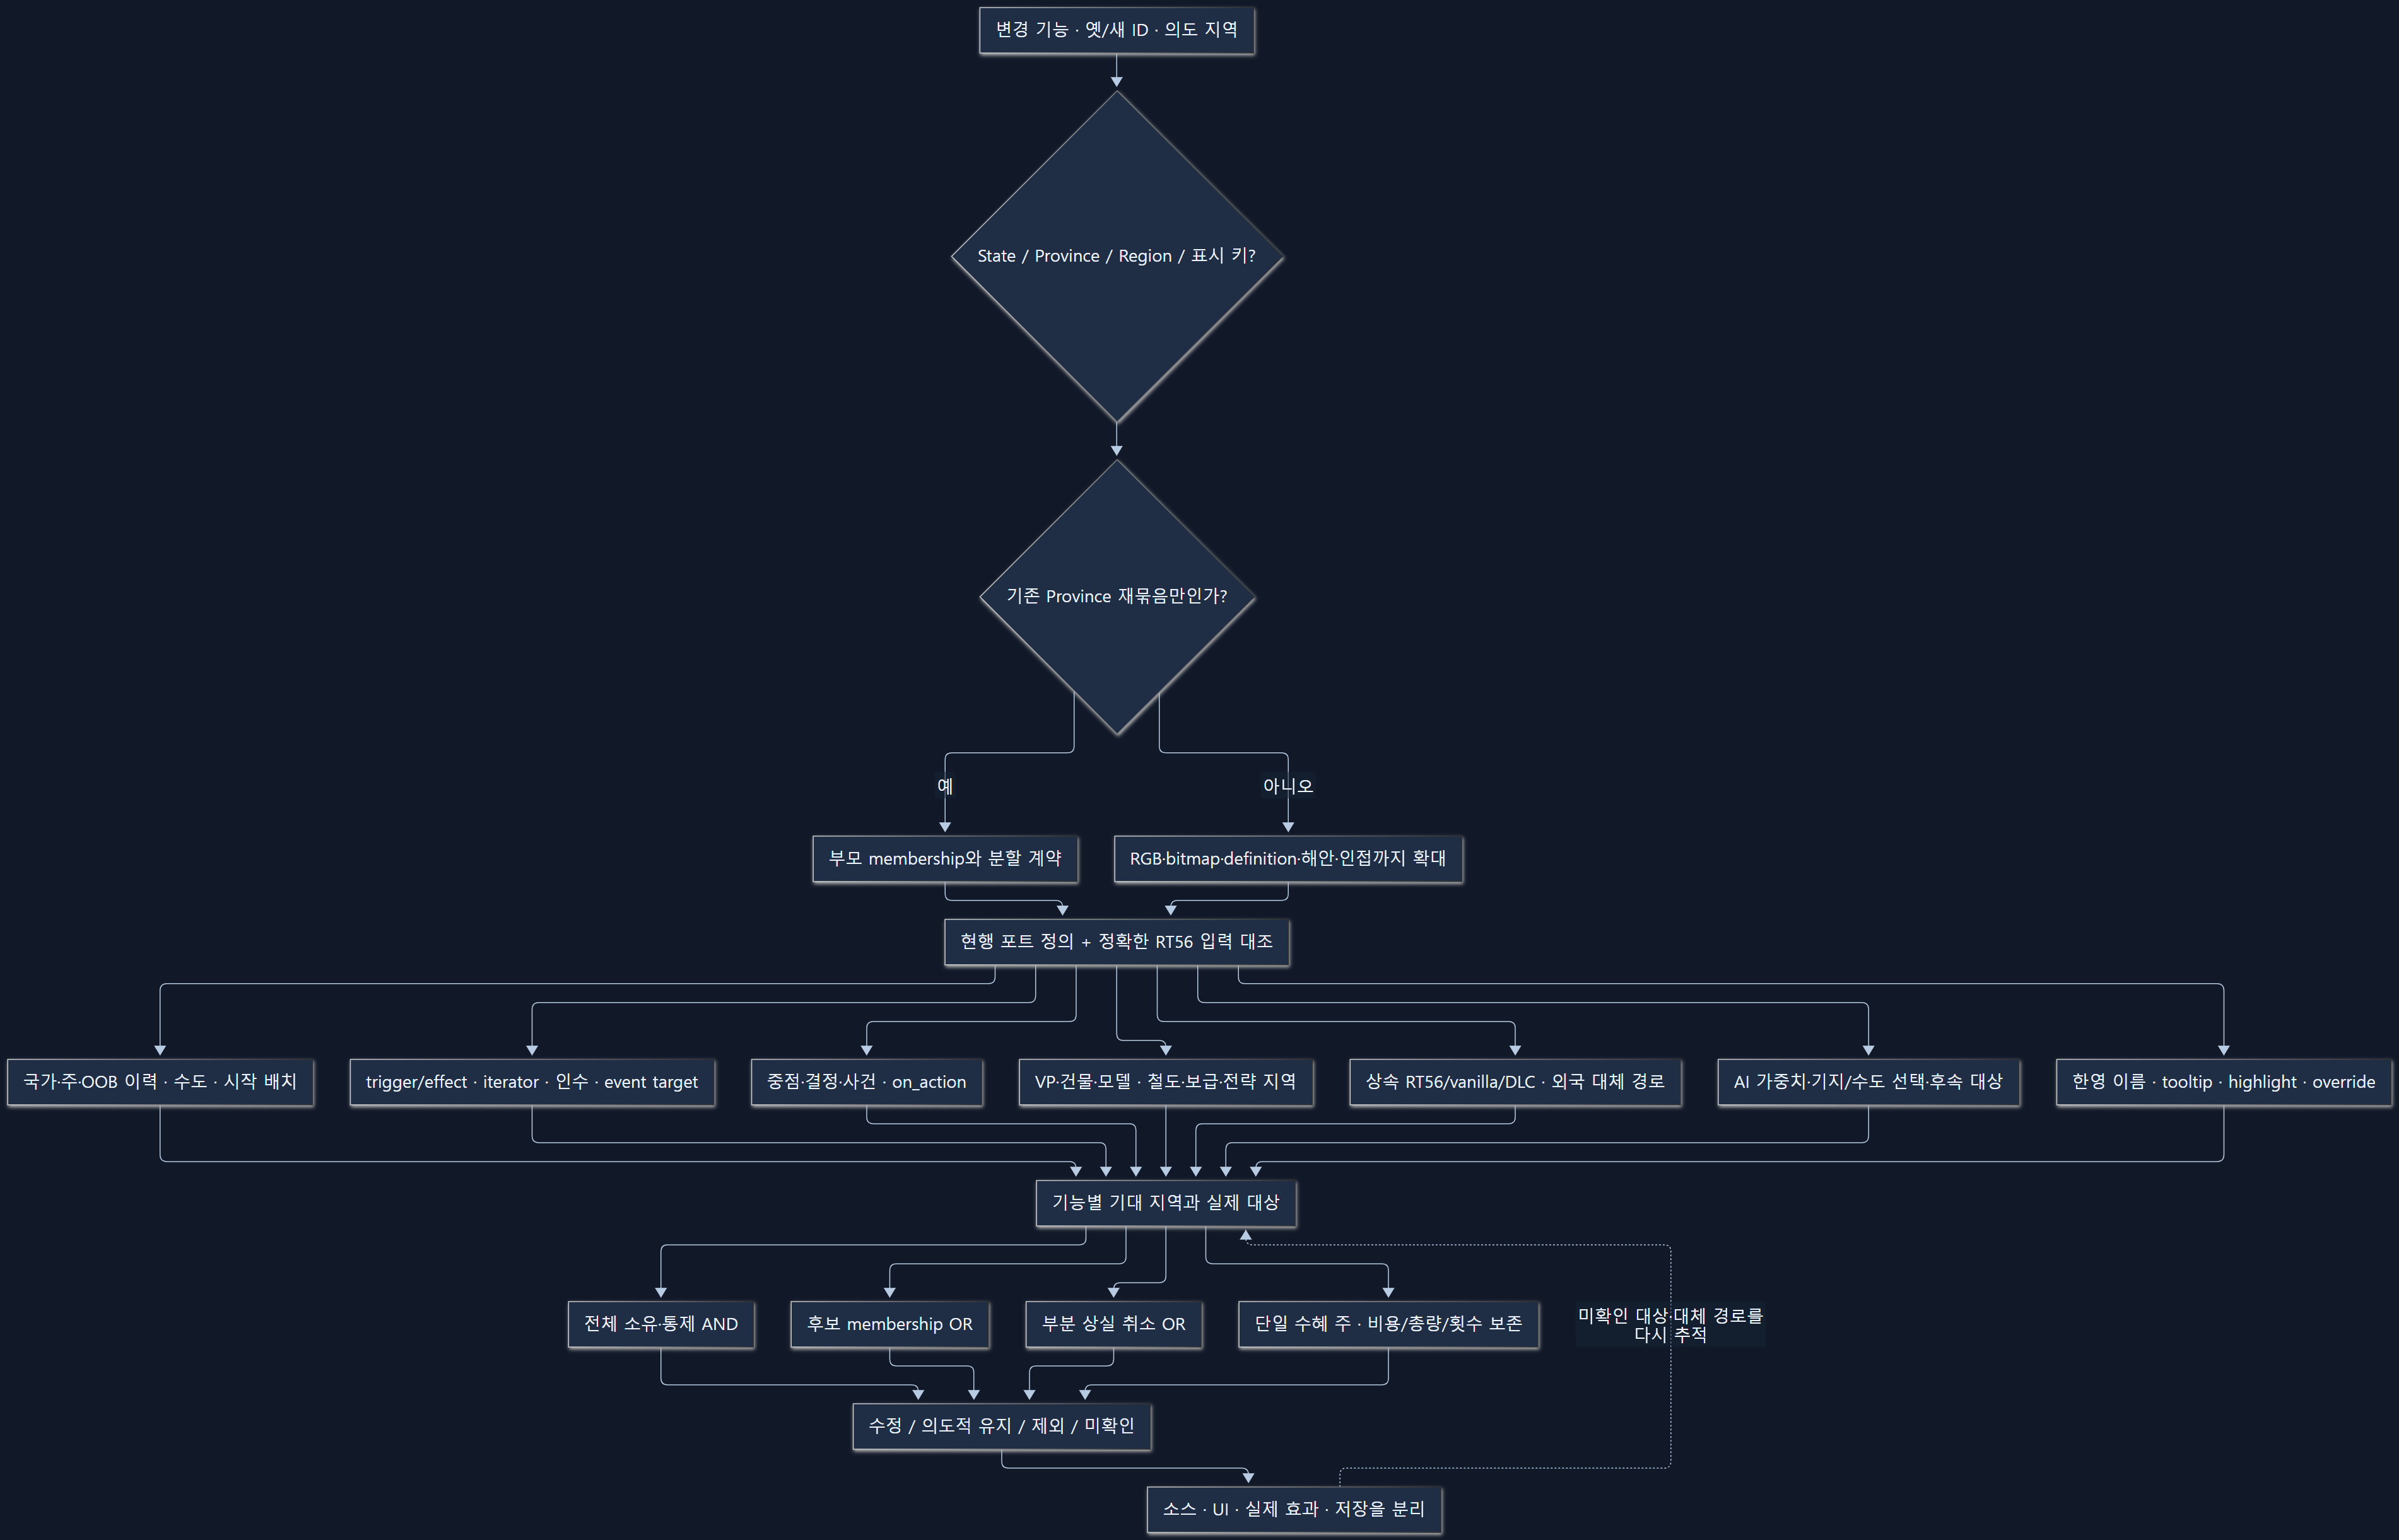 변경 기능 · 옛/새 ID · 의도 지역
State / Province / Region / 표시 키?
기존 Province 재묶음만인가?
예
아니오
부모 membership와 분할 계약
RGB·bitmap·definition·해안·인접까지 확대
현행 포트 정의 + 정확한 RT56 입력 대조
국가·주·OOB 이력 · 수도 · 시작 배치
trigger/effect · iterator · 인수 · event target
중점·결정·사건 · on_action
VP·건물·모델 · 철도·보급·전략 지역
상속 RT56/vanilla/DLC · 외국 대체 경로
AI 가중치·기지/수도 선택·후속 대상
한영 이름 · tooltip · highlight · override
기능별 기대 지역과 실제 대상
전체 소유·통제 AND
후보 membership OR
부분 상실 취소 OR
단일 수혜 주 · 비용/총량/횟수 보존
미확인 대상·대체 경로를
다시 추적
수정 / 의도적 유지 / 제외 / 미확인
소스 · UI · 실제 효과 · 저장을 분리